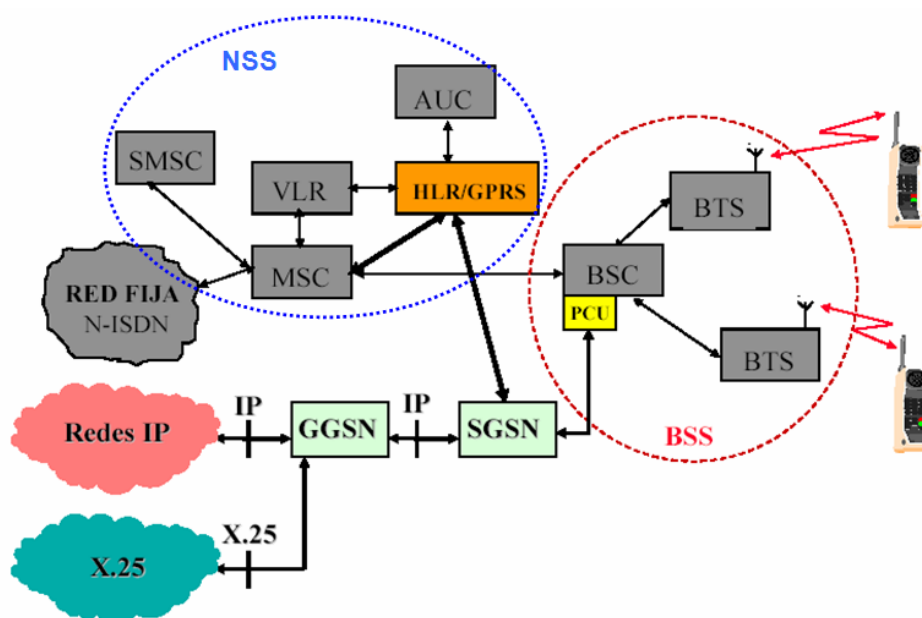 NSS
AUC
SMSC
VLR
HLR/GPRS
BTS
MSC
BSC
RED FIJA
N-ISDN
PCU
BTS
IP
IP
Redes IP
GGSN
SGSN
BSS
X.25
X.25